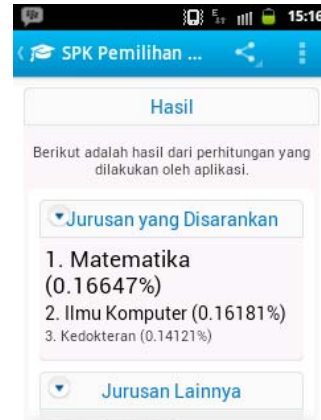 15:16
SPK Pemilihan ...
Hasil
Berikut adalah hasil dari perhitungan yang
dilakukan oleh aplikasi.
Jurusan yang Disarankan
1. Matematika
(0.16647%)
2. Ilmu Komputer (0.16181%)
3. Kedokteran (0.14121%)
Jurusan Lainnya